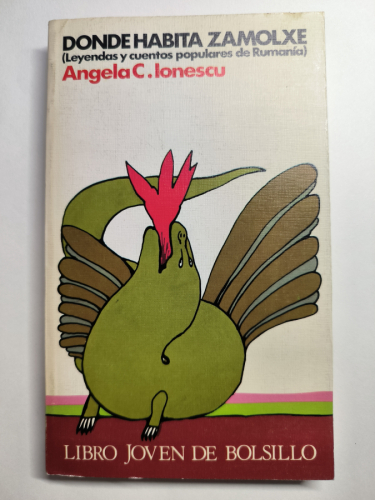 DONDE HABITA ZAMOLXE
(Leyendas y cuentos populares de Rumanía)
Angela C. Ionescu
LIBRO JOVEN DE BOLSILLO